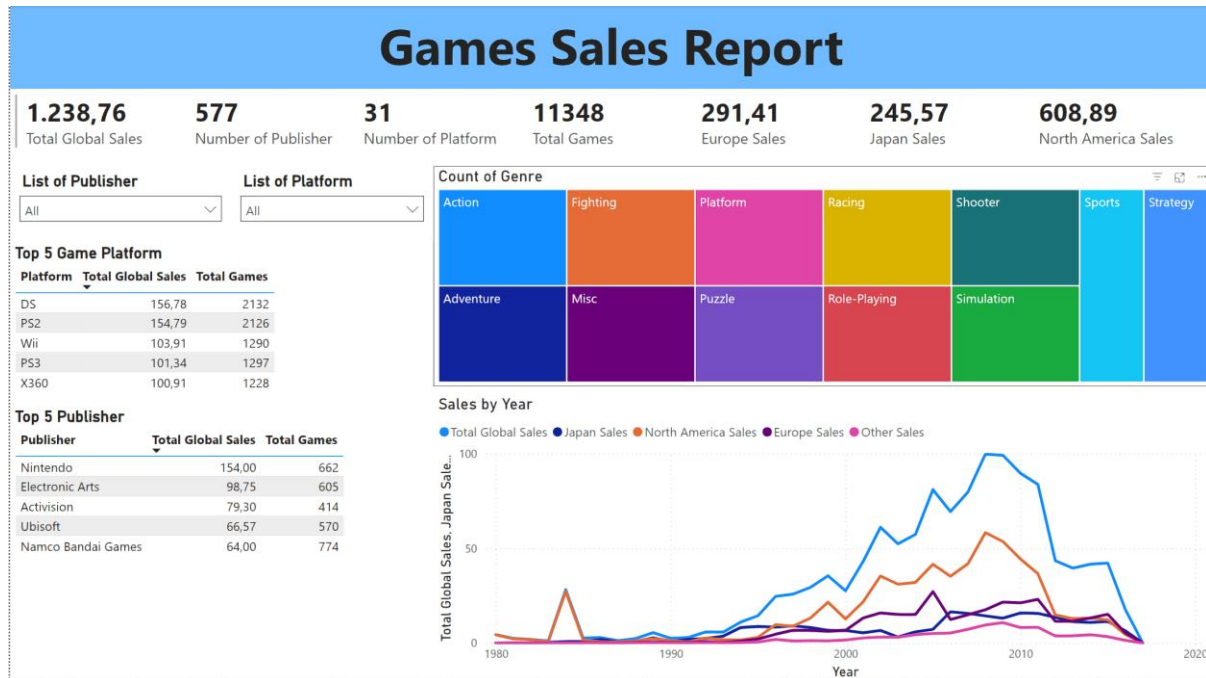 Games Sales Report
1.238,76 577 31 11348 291,41 245,57 608,89
Total Global Sales Number of Publisher Number of Platform Total Games Europe Sales Japan Sales North America Sales
List of Publisher List of Platform
All All
Top 5 Game Platform
Platform Total Global Sales Total Games
DS 156,78 2132
PS2 154,79 2126
Wii 103,91 1290
PS3 101,34 1297
X360 100,91 1228
Top 5 Publisher
Publisher Total Global Sales Total Games
Nintendo 154,00 662
Electronic Arts 98,75 605
Activision 79,30 414
Ubisoft 66,57 570
Namco Bandai Games 64,00 774
Count of Genre
Action Fighting Platform Racing Shooter Sports Strategy
Adventure Misc Puzzle Role-Playing Simulation
Sales by Year
Total Global Sales Japan Sales North America Sales Europe Sales Other Sales
Total Global Sales, Japan Sale...
100
50
0
1980 1990 2000 2010 2020
Year